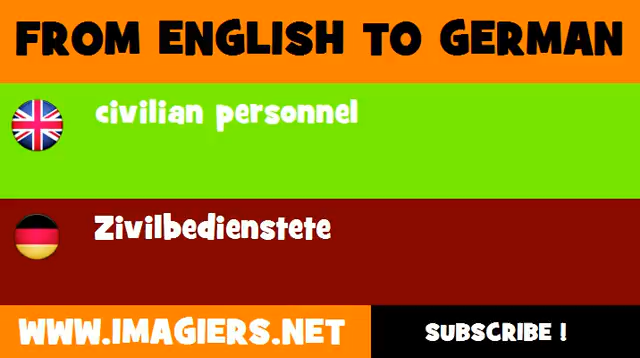 FROM ENGLISH TO GERMAN
civilian personnel
Zivilbedienstete
WWW.IMAGIERS.NET
SUBSCRIBE !